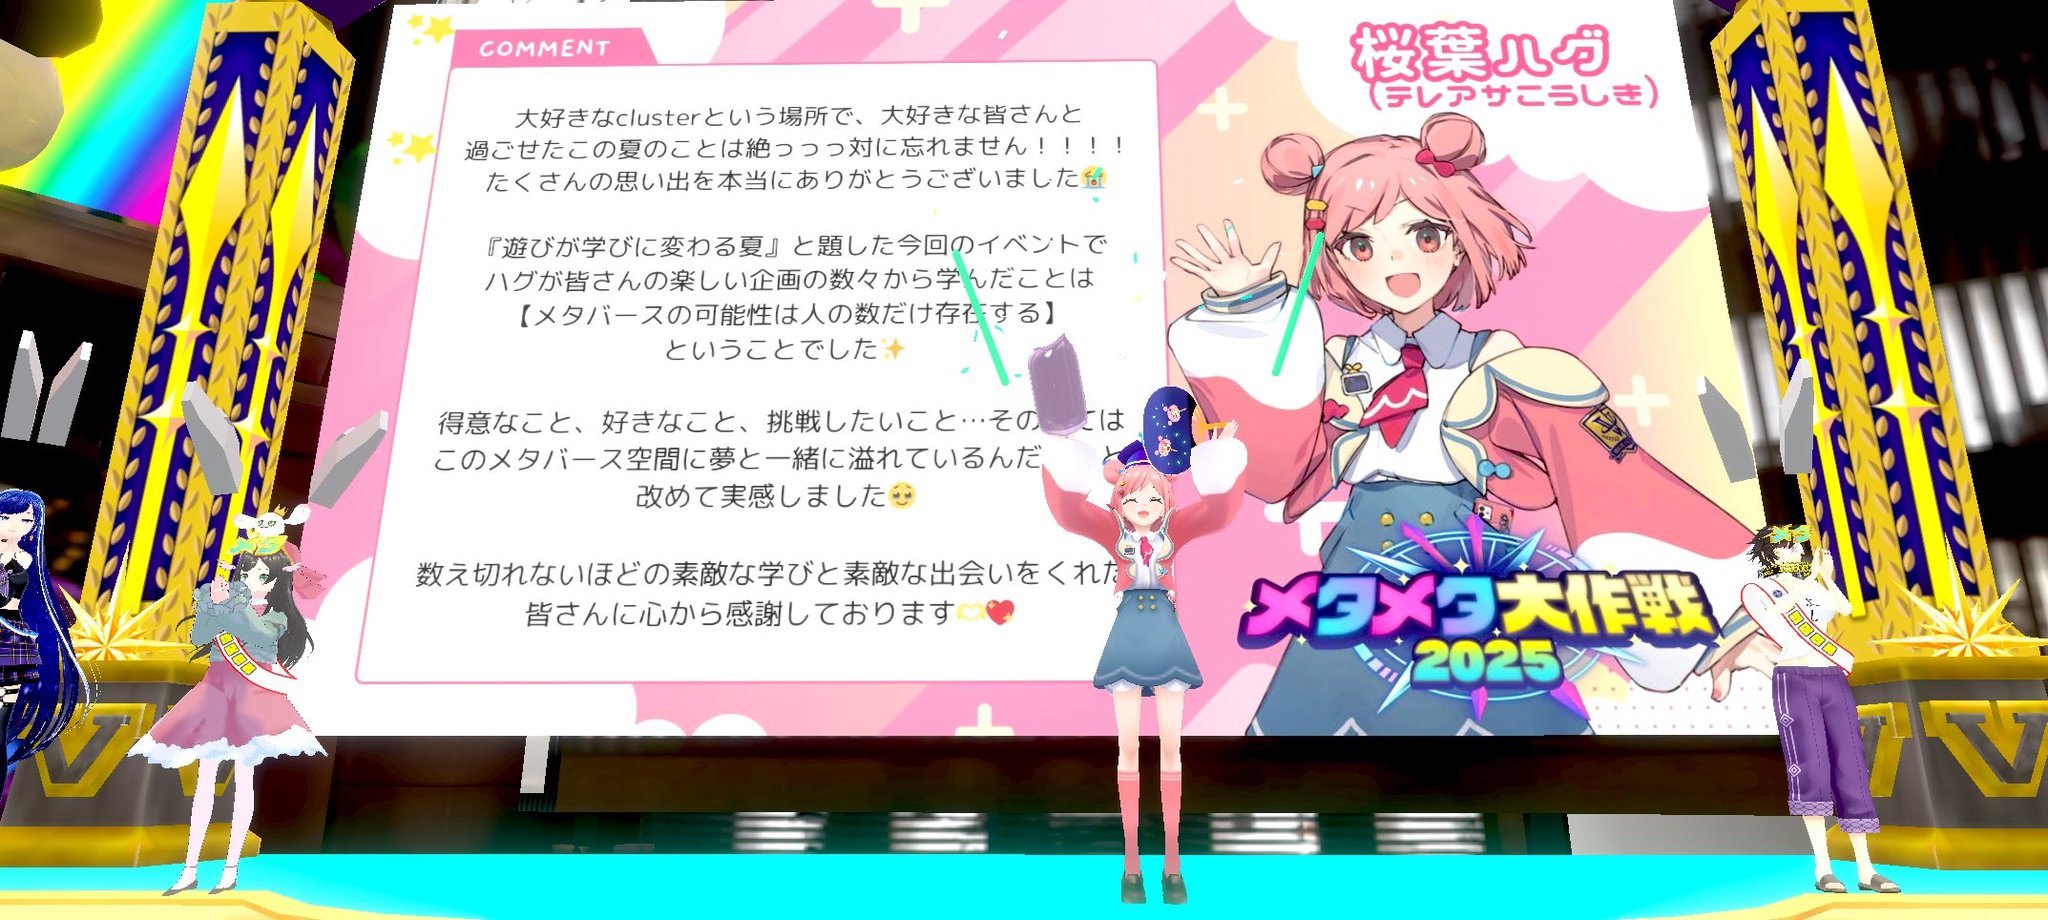 COMMENT
桜葉ハグ
(テレアサこうしき)
大好きなclusterという場所で、大好きな皆さんと
過ごせたこの夏のことは絶っっっ対に忘れません！！！！
たくさんの思い出を本当にありがとうございました😭
『遊びが学びに変わる夏』と題した今回のイベントで
ハグが皆さんの楽しい企画の数々から学んだことは
【メタバースの可能性は人の数だけ存在する】
ということでした✨
得意なこと、好きなこと、挑戦したいこと…その ては
このメタバース空間に夢と一緒に溢れているんだ と
改めて実感しました🥹
数え切れないほどの素敵な学びと素敵な出会いをくれた
皆さんに心から感謝しております🫶💖
メタメタ大作戦
2025
V
V